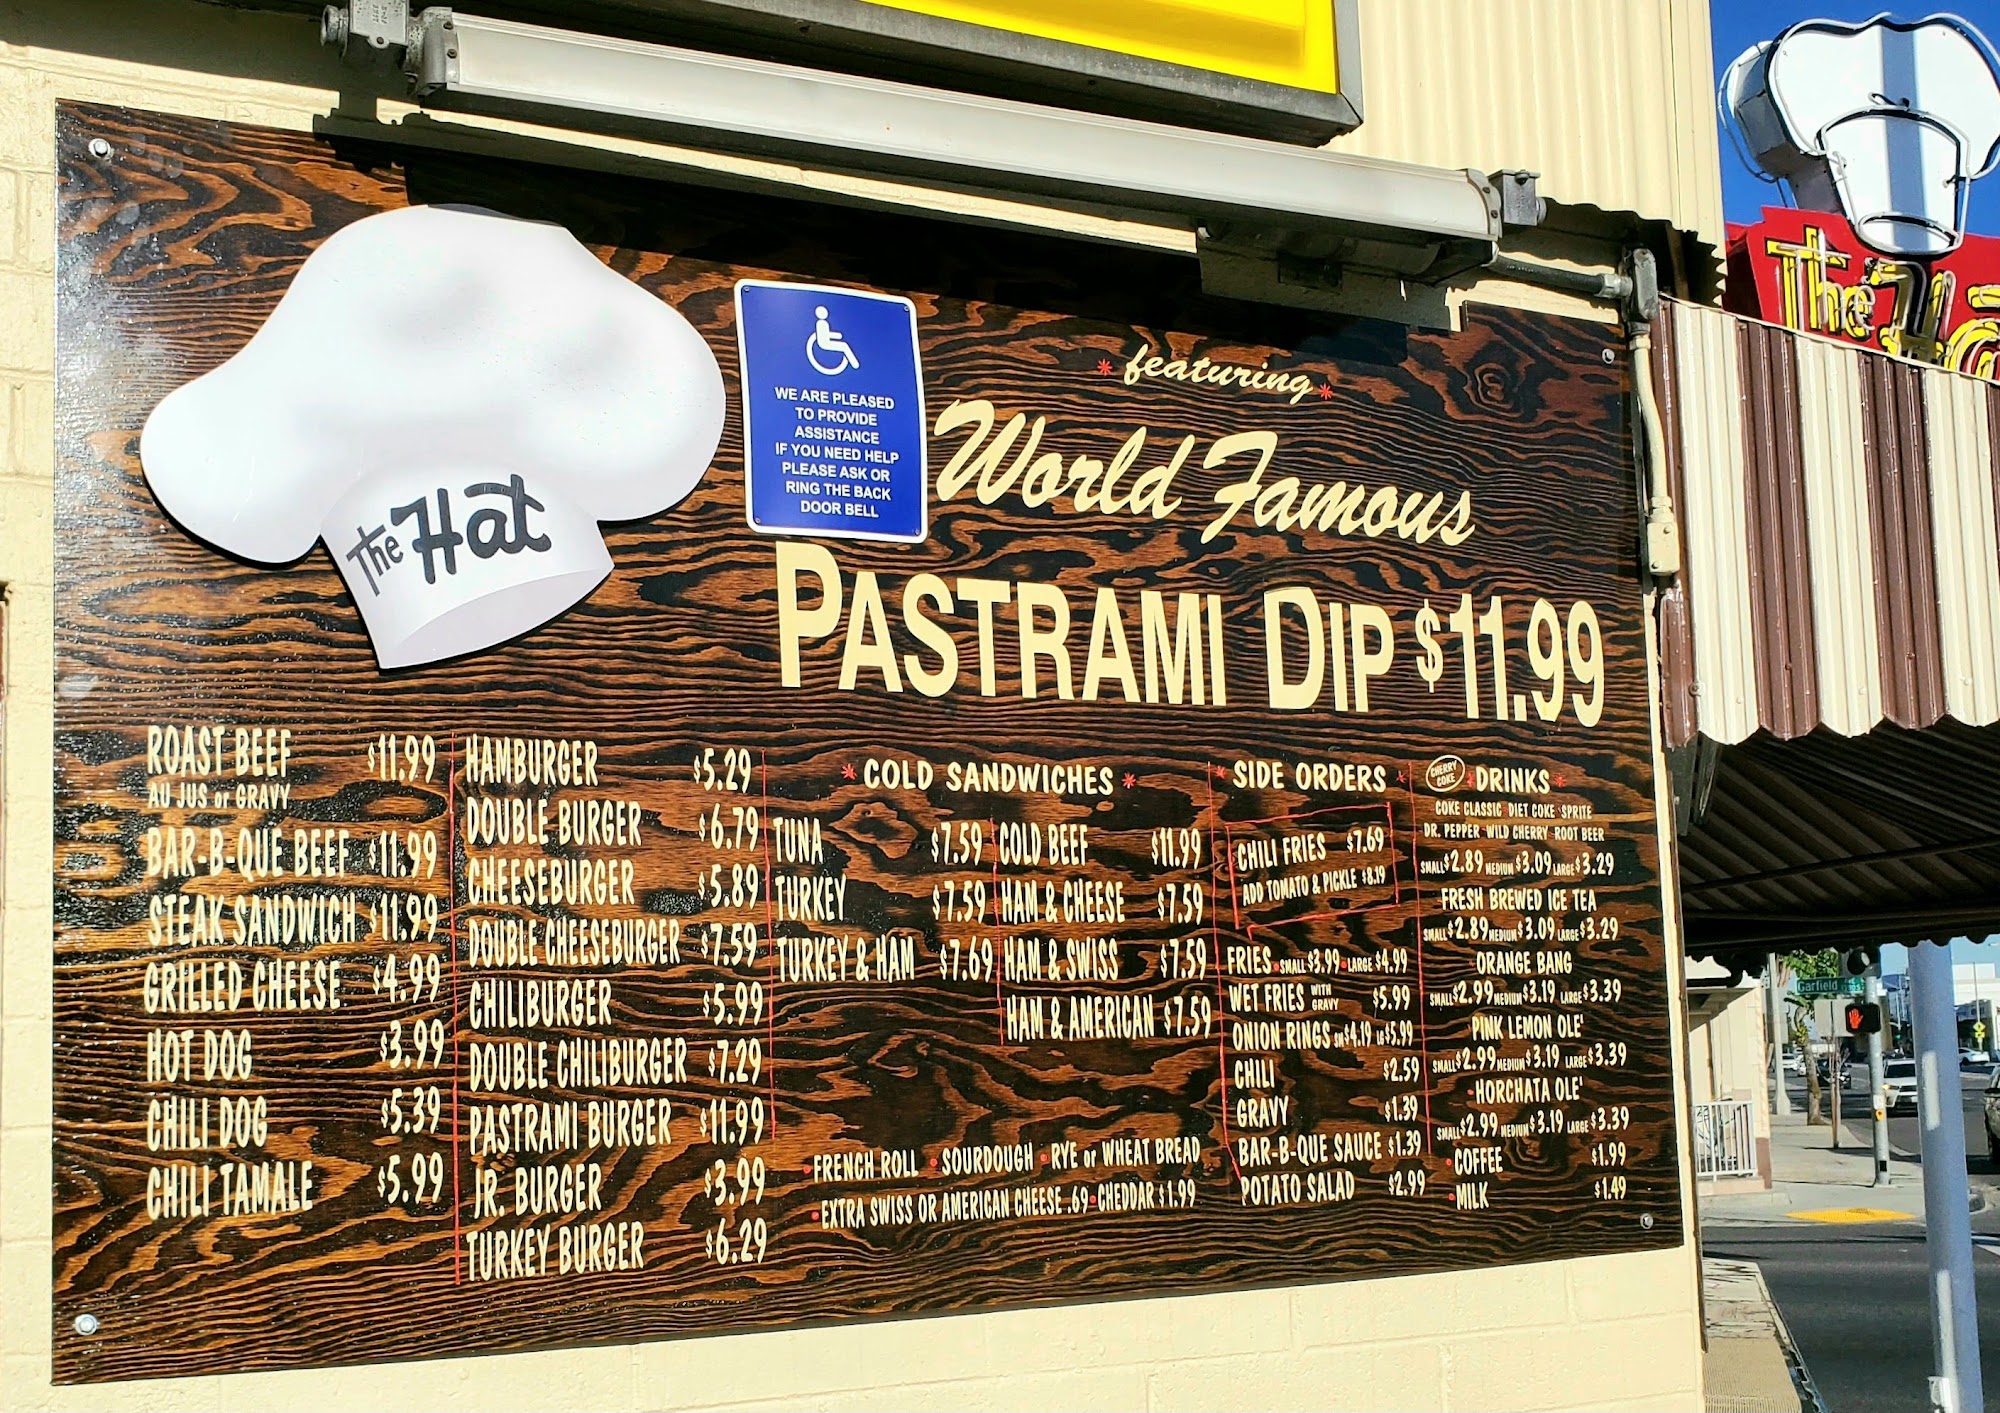 The Hat
WE ARE PLEASED
TO PROVIDE
ASSISTANCE
IF YOU NEED HELP
PLEASE ASK OR
RING THE BACK
DOOR BELL
featuring
World Famous
PASTRAMI DIP $11.99
ROAST BEEF $11.99
AU JUS or GRAVY
BAR-B-QUE BEEF $11.99
STEAK SANDWICH $11.99
GRILLED CHEESE $4.99
HOT DOG $3.99
CHILI DOG $5.39
CHILI TAMALE $5.99
HAMBURGER $5.29
DOUBLE BURGER $6.79
CHEESEBURGER $5.89
DOUBLE CHEESEBURGER $7.59
CHILIBURGER $5.99
DOUBLE CHILIBURGER $7.29
PASTRAMI BURGER $11.99
JR. BURGER $3.99
TURKEY BURGER $6.29
COLD SANDWICHES
TUNA $7.59
TURKEY $7.59
TURKEY & HAM $7.69
COLD BEEF $11.99
HAM & CHEESE $7.59
HAM & SWISS $7.59
HAM & AMERICAN $7.59
FRENCH ROLL • SOURDOUGH • RYE or WHEAT BREAD
• EXTRA SWISS OR AMERICAN CHEESE .69 • CHEDDAR $1.99
SIDE ORDERS
CHILI FRIES $7.69
ADD TOMATO & PICKLE $8.19
FRIES SMALL $3.99 LARGE $4.99
WET FRIES WITH GRAVY $5.99
ONION RINGS SM $4.19 LG $5.99
CHILI $2.59
GRAVY $1.39
BAR-B-QUE SAUCE $1.39
POTATO SALAD $2.99
CHERRY COKE
DRINKS
COKE CLASSIC DIET COKE SPRITE
DR. PEPPER WILD CHERRY ROOT BEER
SMALL $2.89 MEDIUM $3.09 LARGE $3.29
FRESH BREWED ICE TEA
SMALL $2.89 MEDIUM $3.09 LARGE $3.29
ORANGE BANG
SMALL $2.99 MEDIUM $3.19 LARGE $3.39
PINK LEMON OLE'
SMALL $2.99 MEDIUM $3.19 LARGE $3.39
• HORCHATA OLE'
SMALL $2.99 MEDIUM $3.19 LARGE $3.39
• COFFEE $1.99
• MILK $1.49
The Ha
Garfield